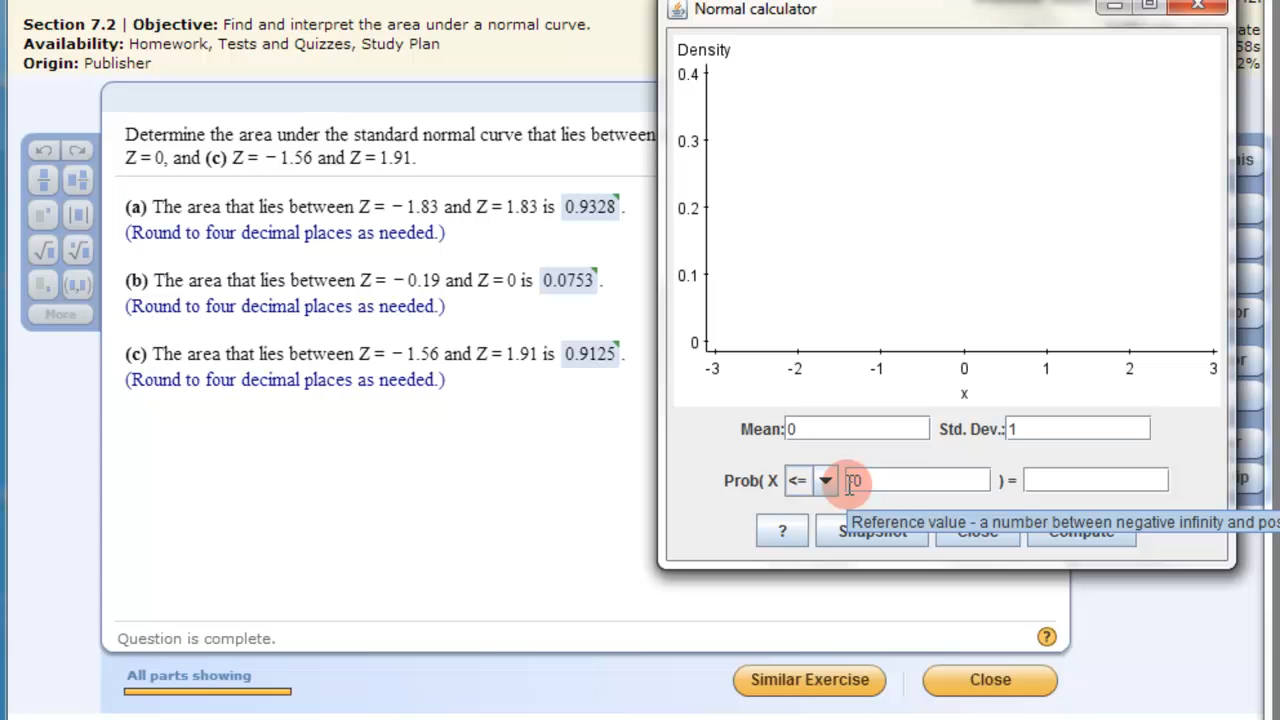 Section 7.2 | Objective: Find and interpret the area under a normal curve.
Availability: Homework, Tests and Quizzes, Study Plan
Origin: Publisher
58s
2%
Normal calculator
Density
0.4
0.3
0.2
0.1
0
-3 -2 -1 0 1 2 3
x
Mean: 0 Std. Dev.: 1
Prob( X <= 0 ) =
Reference value - a number between negative infinity and pos
? Snapshot Close Compute
Determine the area under the standard normal curve that lies between
Z = 0, and (c) Z = − 1.56 and Z = 1.91.
(a) The area that lies between Z = − 1.83 and Z = 1.83 is 0.9328 .
(Round to four decimal places as needed.)
(b) The area that lies between Z = − 0.19 and Z = 0 is 0.0753 .
(Round to four decimal places as needed.)
(c) The area that lies between Z = − 1.56 and Z = 1.91 is 0.9125 .
(Round to four decimal places as needed.)
More
Question is complete. ?
All parts showing
Similar Exercise Close